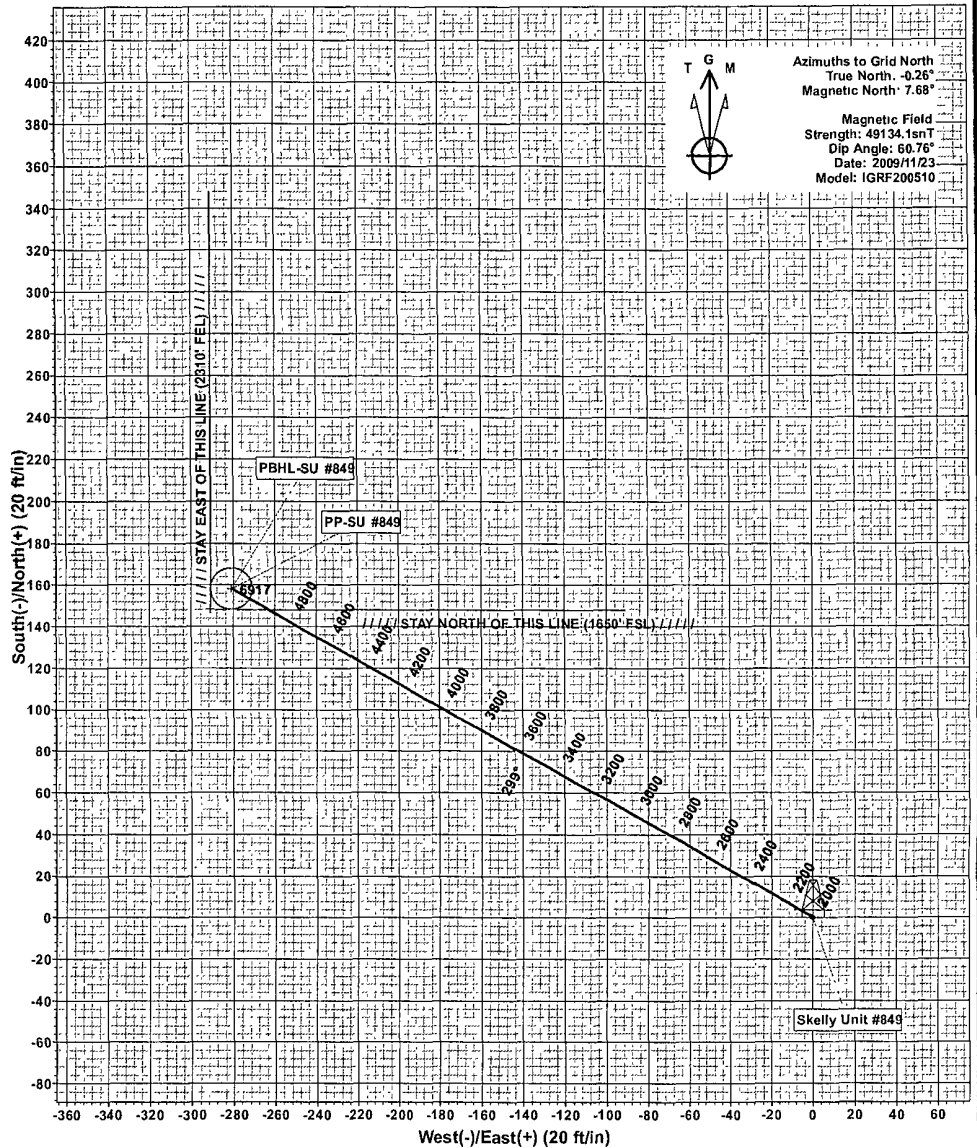 Azimuths to Grid North
True North. -0.26°
Magnetic North· 7.68°
Magnetic Field
Strength: 49134.1snT
Dip Angle: 60.76°
Date: 2009/11/23
Model: IGRF200510
T G M
420
400
380
360
340
320
300
280
260
240
220
200
180
160
140
120
100
80
60
40
20
0
-20
-40
-60
-80
South(-)/North(+) (20 ft/in)
///// STAY EAST OF THIS LINE (2310' FEL) /////
PBHL-SU #849
PP-SU #849
6917
4800
4800
4400
///// STAY NORTH OF THIS LINE (1650' FSL) /////
4200
4000
3900
3600
3400
299°
3200
3000
2800
2600
2400
2200
2000
Skelly Unit #849
-360 -340 -320 -300 -280 -260 -240 -220 -200 -180 -160 -140 -120 -100 -80 -60 -40 -20 0 20 40 60
West(-)/East(+) (20 ft/in)